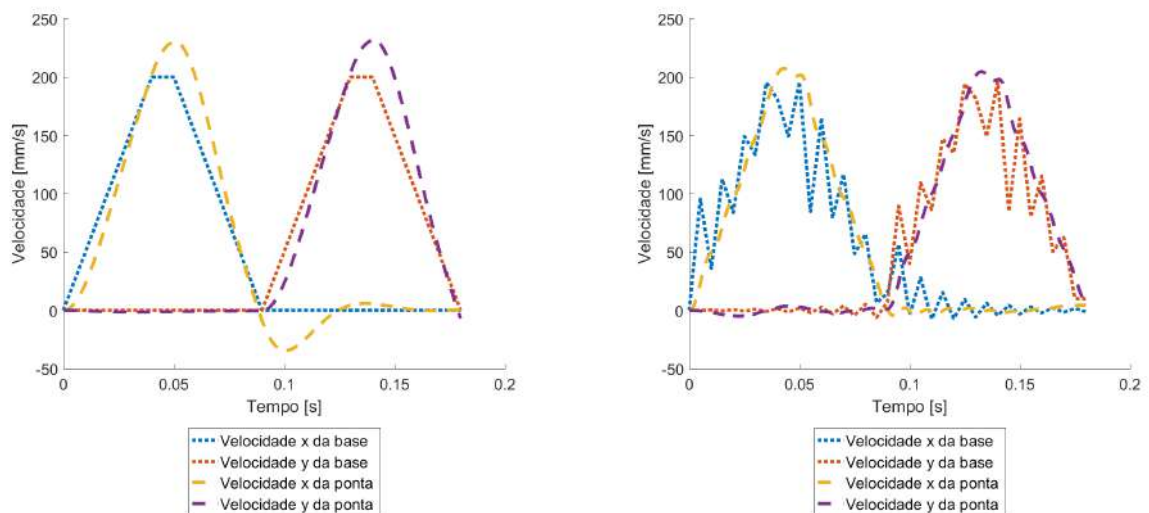 250
200
150
100
50
0
-50
Velocidade [mm/s]
0
0.05
0.1
0.15
0.2
Tempo [s]
Velocidade x da base
Velocidade y da base
Velocidade x da ponta
Velocidade y da ponta
250
200
150
100
50
0
-50
Velocidade [mm/s]
0
0.05
0.1
0.15
0.2
Tempo [s]
Velocidade x da base
Velocidade y da base
Velocidade x da ponta
Velocidade y da ponta